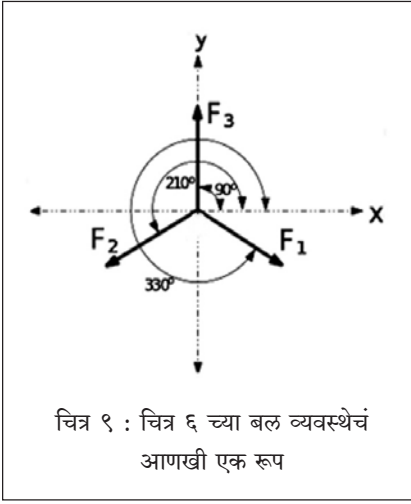 y
F₃
210° 90°
x
F₂
F₁
330°
चित्र ९ : चित्र ६ च्या बल व्यवस्थेचं
आणखी एक रूप